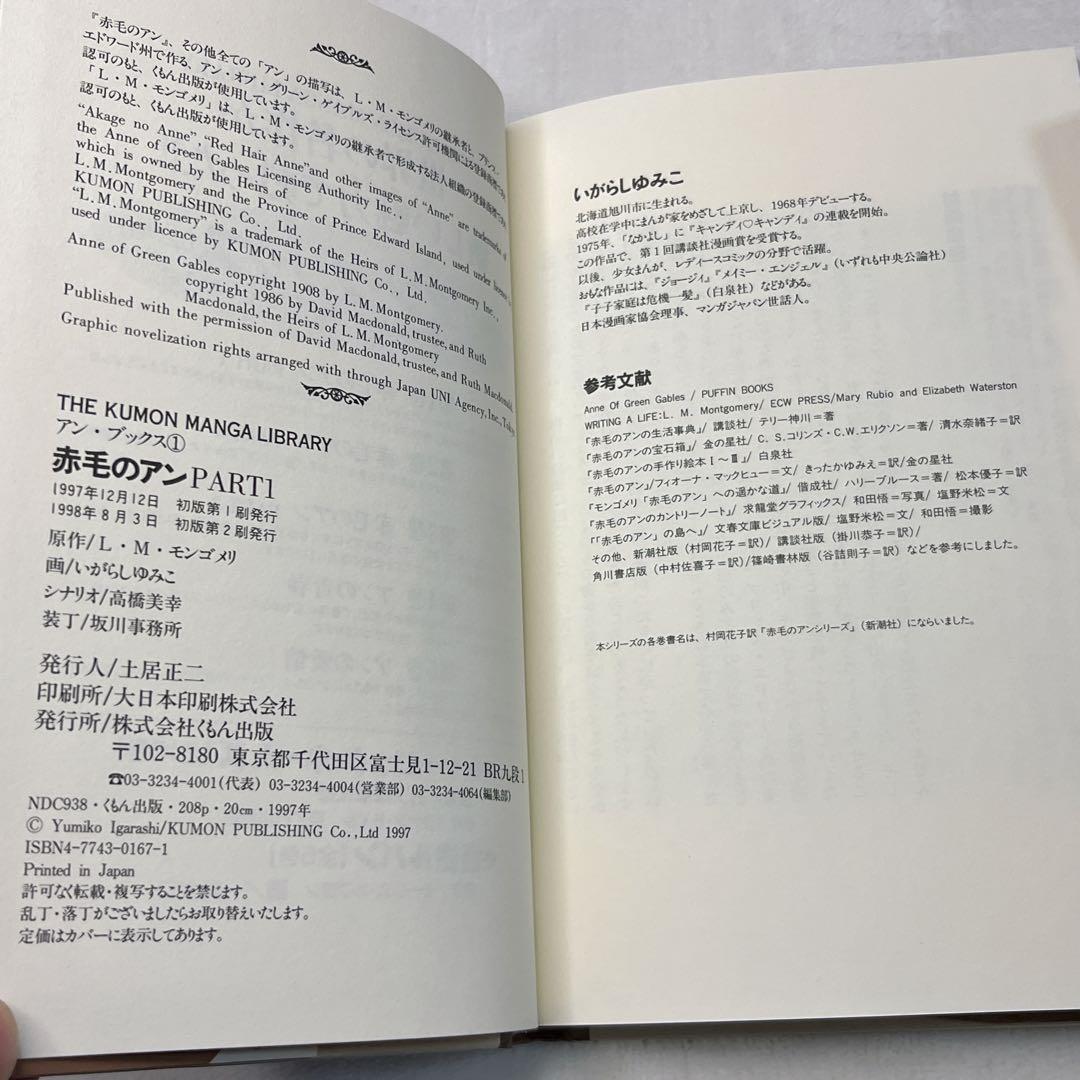 『赤毛のアン』、その他全ての「アン」の描写は、L・M・モンゴメリの継承者と、プリンス・
エドワード州で作る、アン・オブ・グリーン・ゲイブルズ・ライセンス許可機関による登録商標であり
認可のもと、くもん出版が使用しています。
「L・M・モンゴメリ」は、L・M・モンゴメリの継承者で形成する法人組織の登録商標であり
認可のもと、くもん出版が使用しています。
“Akage no Anne”,“Red Hair Anne”and other images of “Anne” are trademarks of
the Anne of Green Gables Licensing Authority Inc.,
which is owned by the Heirs of
L.M.Montgomery and the Province of Prince Edward Island, used under licence by
KUMON PUBLISHING Co., Ltd.
“L.M.Montgomery” is a trademark of the Heirs of L.M.Montgomery Inc.,
used under licence by KUMON PUBLISHING Co., Ltd.
Anne of Green Gables copyright 1908 by L.M.Montgomery.
copyright 1986 by David Macdonald, trustee, and Ruth
Macdonald, the Heirs of L.M.Montgomery
Published with the permission of David Macdonald, trustee, and Ruth Macdonald.
Graphic novelization rights arranged with through Japan UNI Agency, Inc., Tokyo
THE KUMON MANGA LIBRARY
アン・ブックス①
赤毛のアン PART1
1997年12月12日 初版第1刷発行
1998年8月3日 初版第2刷発行
原作/L・M・モンゴメリ
画/いがらしゆみこ
シナリオ/高橋美幸
装丁/坂川事務所
発行人/土居正二
印刷所/大日本印刷株式会社
発行所/株式会社くもん出版
〒102-8180 東京都千代田区富士見1-12-21 BR九段1
☎03-3234-4001(代表) 03-3234-4004(営業部) 03-3234-4064(編集部)
NDC938・くもん出版・208p・20cm・1997年
© Yumiko Igarashi/KUMON PUBLISHING Co.,Ltd 1997
ISBN4-7743-0167-1
Printed in Japan
許可なく転載・複写することを禁じます。
乱丁・落丁がございましたらお取り替えいたします。
定価はカバーに表示してあります。
いがらしゆみこ
北海道旭川市に生まれる。
高校在学中にまんが家をめざして上京し、1968年デビューする。
1975年、「なかよし」に『キャンディ♡キャンディ』の連載を開始。
この作品で、第1回講談社漫画賞を受賞する。
以後、少女まんが、レディースコミックの分野で活躍。
おもな作品には、『ジョージィ』『メイミー・エンジェル』(いずれも中央公論社)
『子子家庭は危機一髪』(白泉社)などがある。
日本漫画家協会理事、マンガジャパン世話人。
参考文献
Anne Of Green Gables / PUFFIN BOOKS
WRITING A LIFE:L. M. Montgomery/ ECW PRESS/Mary Rubio and Elizabeth Waterston
「赤毛のアンの生活事典」/ 講談社/ テリー神川＝著
「赤毛のアンの宝石箱」/ 金の星社/ C. S.コリンズ・C.W.エリクソン＝著/ 清水奈緒子＝訳
「赤毛のアンの手作り絵本Ⅰ～Ⅲ」/ 白泉社
「赤毛のアン」/フィオーナ・マックヒュー＝文/ きったかゆみえ＝訳/金の星社
「モンゴメリ「赤毛のアン」への遥かな道」/ 偕成社/ ハリーブルース＝著/ 松本優子＝訳
「赤毛のアンのカントリーノート」/ 求龍堂グラフィックス/ 和田悟＝写真/ 塩野米松＝文
「「赤毛のアン」の島へ」/ 文春文庫ビジュアル版/ 塩野米松＝文/ 和田悟＝撮影
その他、新潮社版(村岡花子＝訳)/ 講談社版(掛川恭子＝訳)/
角川書店版(中村佐喜子＝訳)/篠崎書林版(谷詰則子＝訳)などを参考にしました。
本シリーズの各巻書名は、村岡花子訳「赤毛のアンシリーズ」(新潮社)にならいました。